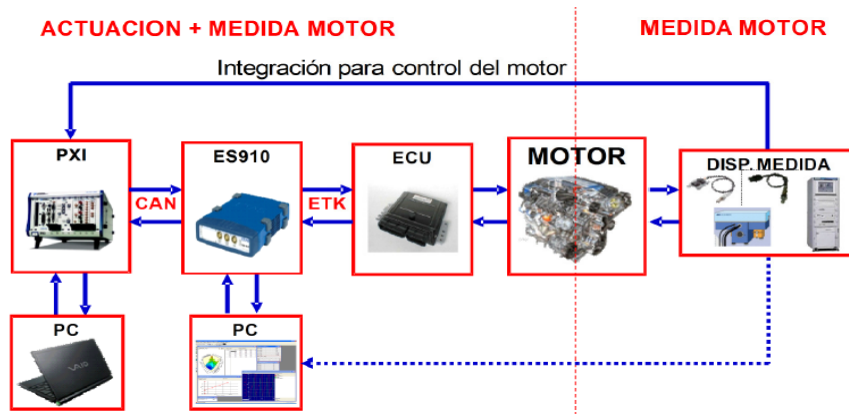 ACTUACION + MEDIDA MOTOR
MEDIDA MOTOR
Integración para control del motor
PXI
ES910
ECU
MOTOR
DISP. MEDIDA
CAN
ETK
PC
PC
VAIO